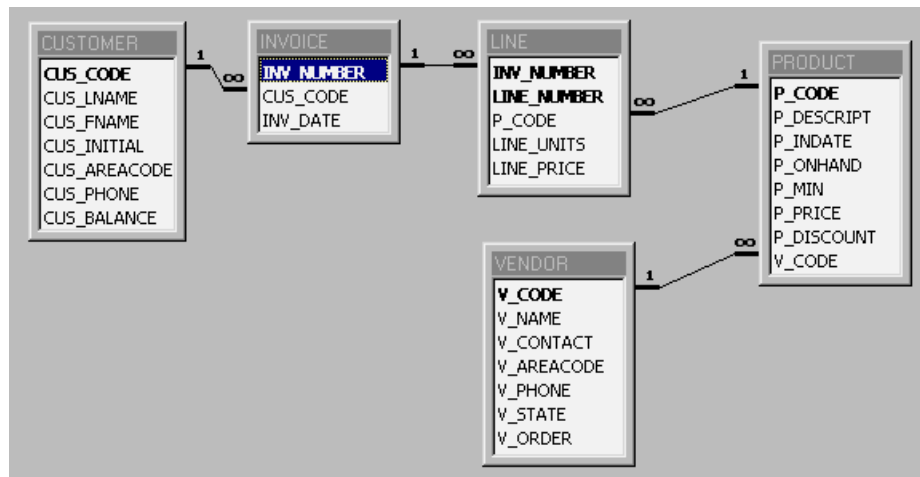 CUSTOMER
CUS_CODE
CUS_LNAME
CUS_FNAME
CUS_INITIAL
CUS_AREACODE
CUS_PHONE
CUS_BALANCE
1
∞
INVOICE
INV_NUMBER
CUS_CODE
INV_DATE
1
∞
LINE
INV_NUMBER
LINE_NUMBER
P_CODE
LINE_UNITS
LINE_PRICE
∞
1
PRODUCT
P_CODE
P_DESCRIPT
P_INDATE
P_ONHAND
P_MIN
P_PRICE
P_DISCOUNT
V_CODE
∞
1
VENDOR
V_CODE
V_NAME
V_CONTACT
V_AREACODE
V_PHONE
V_STATE
V_ORDER